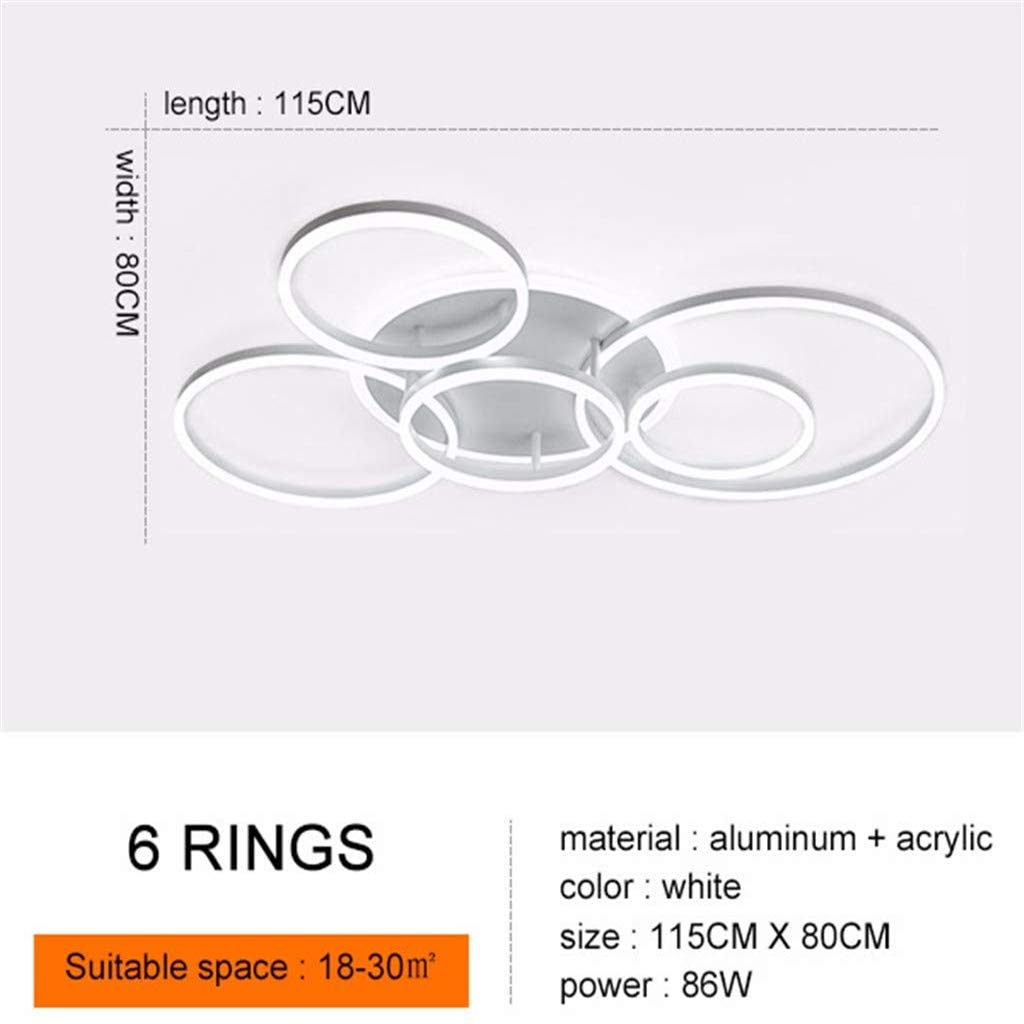 length : 115CM
width : 80CM
6 RINGS
Suitable space : 18-30㎡
material : aluminum + acrylic
color : white
size : 115CM X 80CM
power : 86W